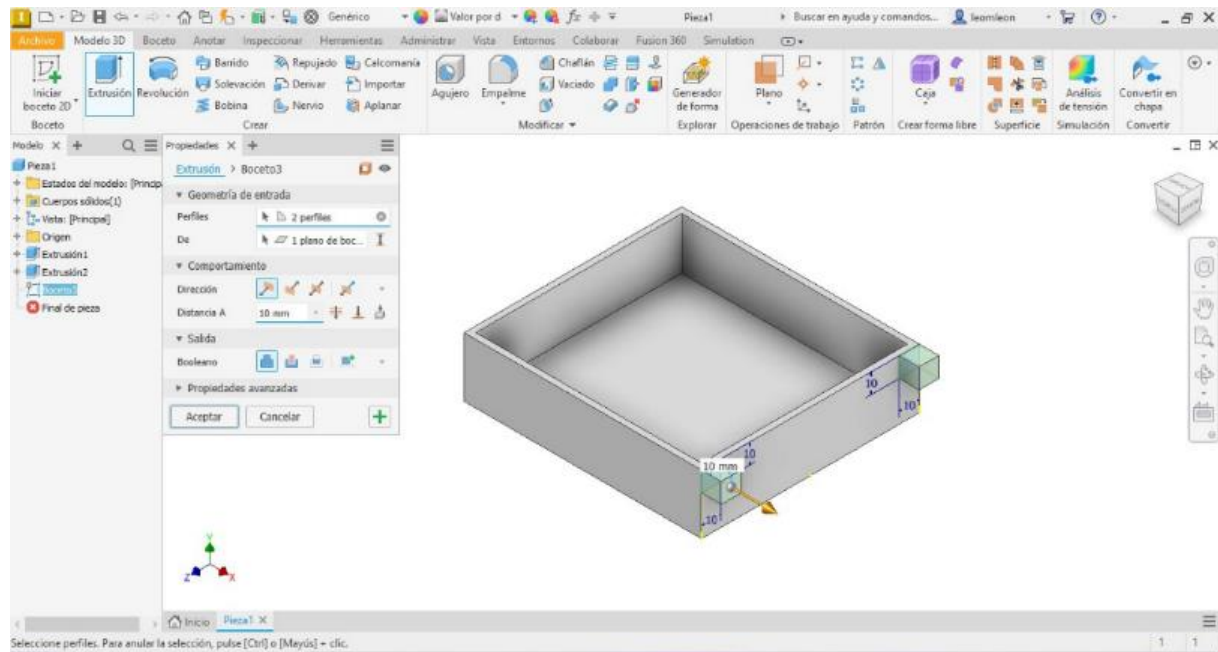 Genérico
Valor por d
Pieza1
Buscar en ayuda y comandos...
leomleon
Archivo Modelo 3D Boceto Anotar Inspeccionar Herramientas Administrar Vista Entornos Colaborar Fusion 360 Simulation
Iniciar
boceto 2D
Extrusión
Revolución
Barrido
Solevación
Bobina
Repujado
Derivar
Nervio
Calcomanía
Importar
Aplanar
Agujero
Empalme
Chaflán
Vaciado
Generador
de forma
Plano
Caja
Análisis
de tensión
Convertir en
chapa
Boceto Crear Modificar Explorar Operaciones de trabajo Patrón Crear forma libre Superficie Simulación Convertir
Modelo
Pieza1
Estados del modelo: [Princip
Cuerpos sólidos(1)
Vista: [Principal]
Origen
Extrusión1
Extrusión2
Boceto3
Final de pieza
Propiedades
Extrusión > Boceto3
Geometría de entrada
Perfiles 2 perfiles
De 1 plano de boc...
Comportamiento
Dirección
Distancia A 10 mm
Salida
Booleano
Propiedades avanzadas
Aceptar Cancelar
10
10
10
10 mm
10
Y
Z X
Inicio Pieza1
Seleccione perfiles. Para anular la selección, pulse [Ctrl] o [Mayús] + clic.
1 1